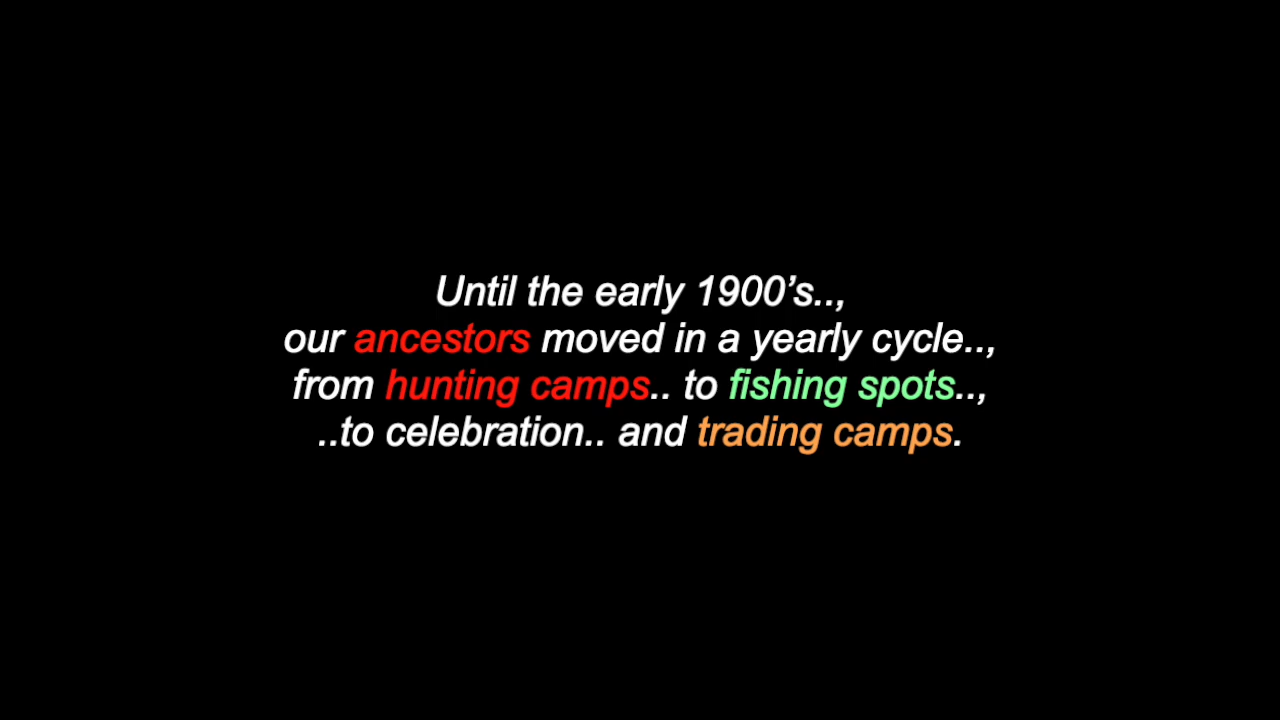 Until the early 1900’s..,
our ancestors moved in a yearly cycle..,
from hunting camps.. to fishing spots..,
..to celebration.. and trading camps.